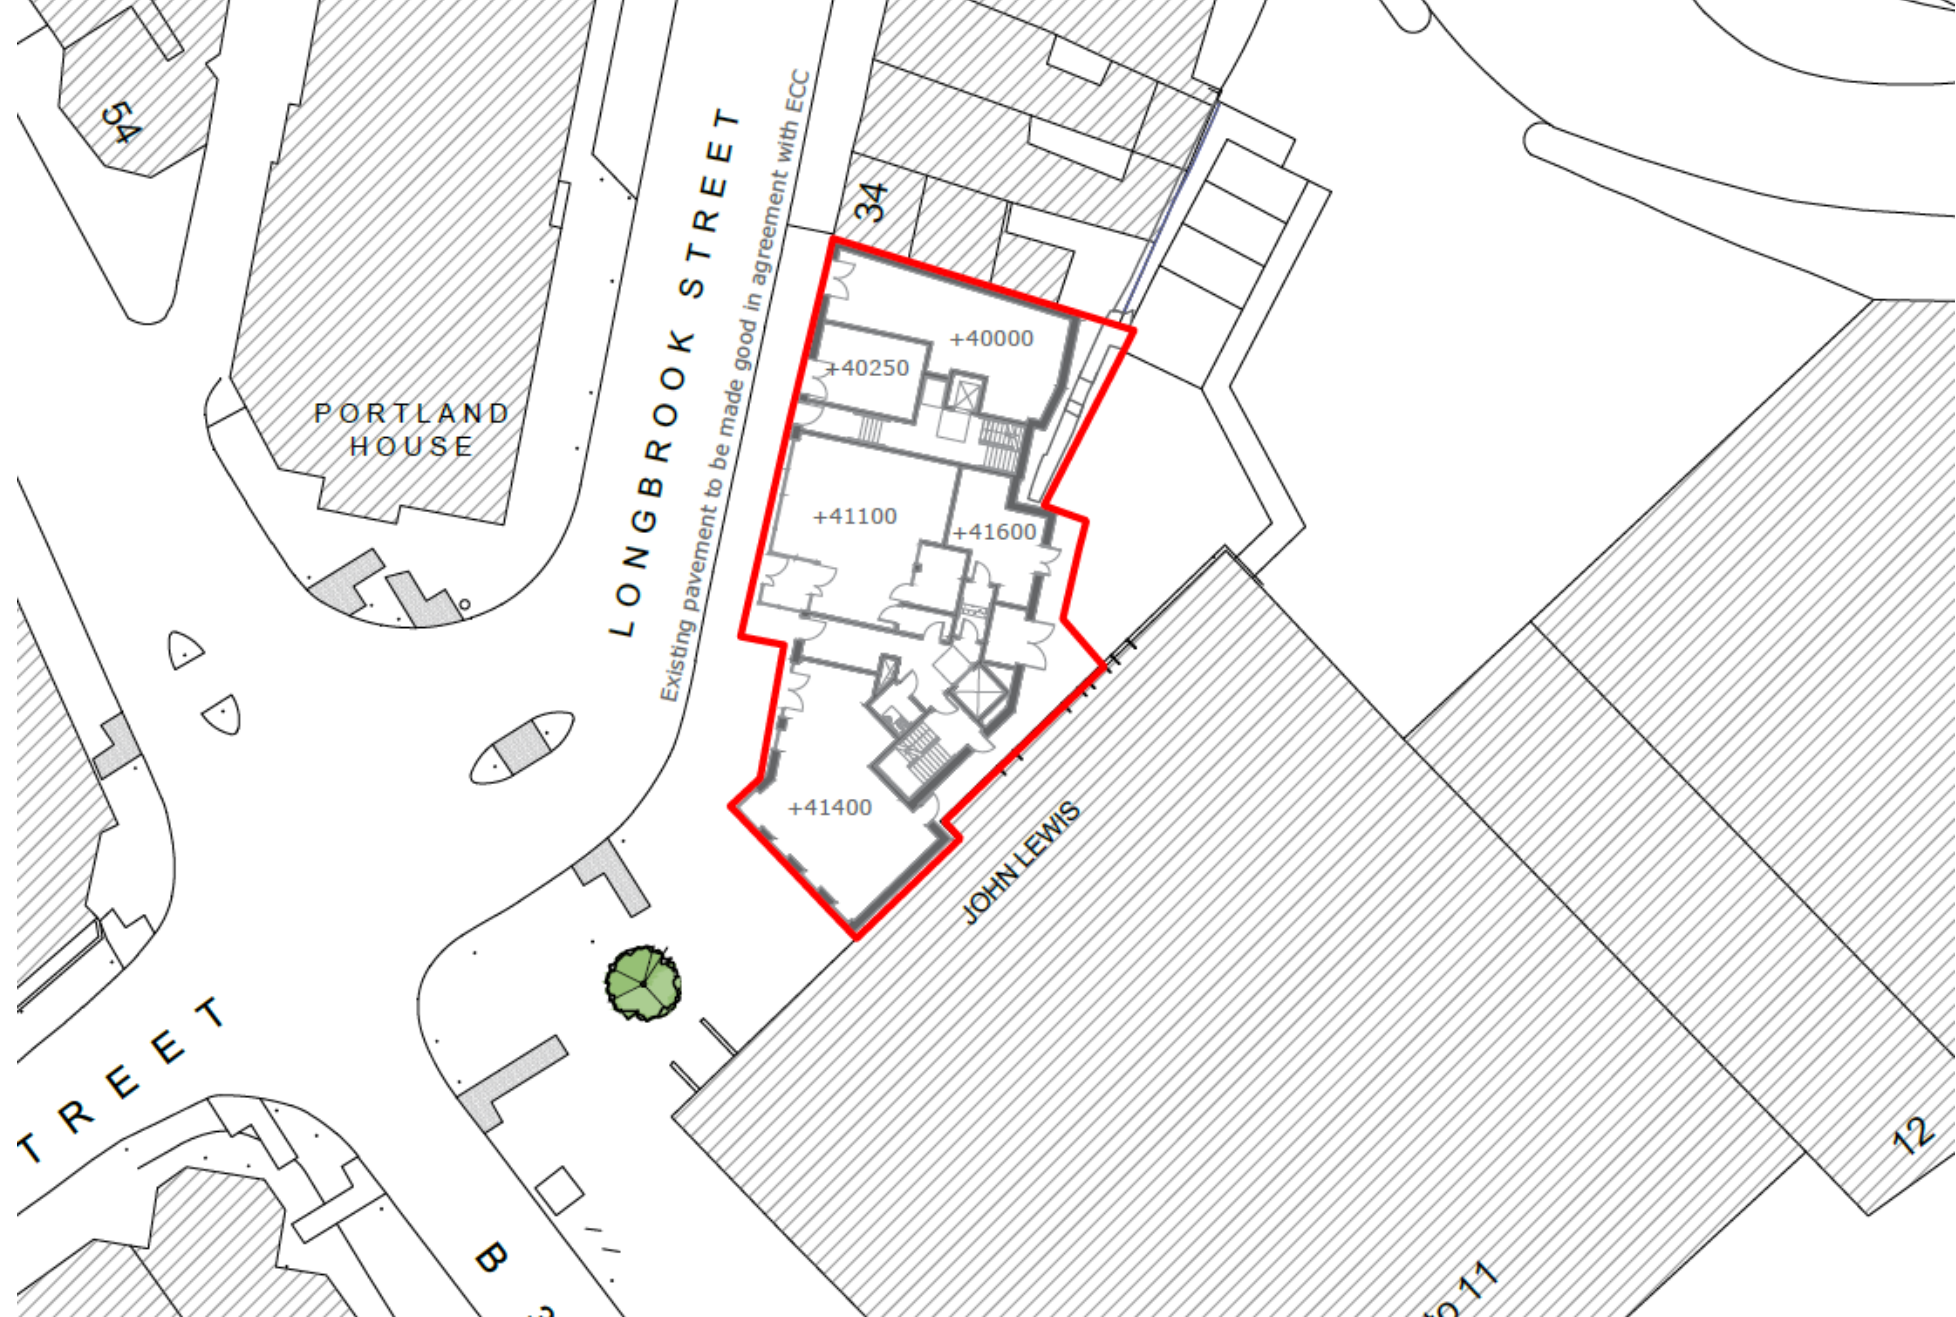 54
LONGBROOK STREET
Existing pavement to be made good in agreement with ECC
34
+40000
+40250
PORTLAND
HOUSE
+41100
+41600
+41400
JOHN LEWIS
TREET
12
11
B